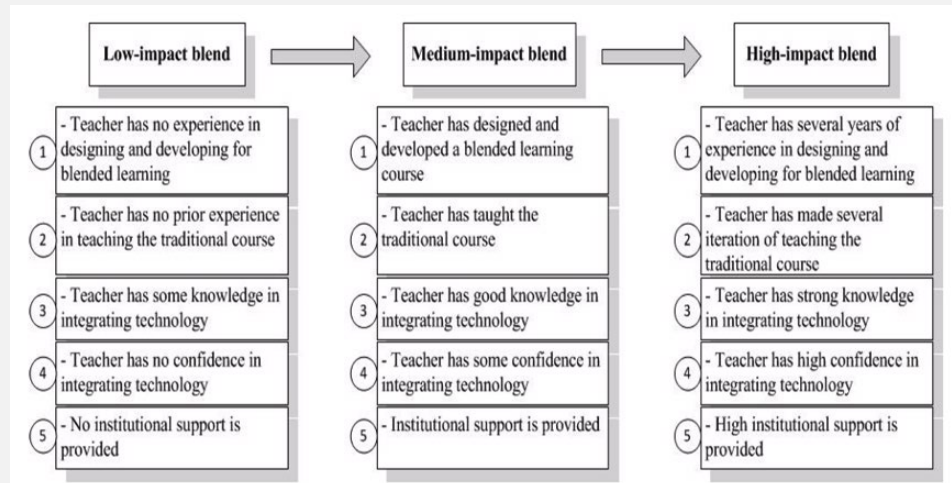 Low-impact blend
Medium-impact blend
High-impact blend
1
- Teacher has no experience in
designing and developing for
blended learning
2
- Teacher has no prior experience
in teaching the traditional course
3
- Teacher has some knowledge in
integrating technology
4
- Teacher has no confidence in
integrating technology
5
- No institutional support is
provided
1
- Teacher has designed and
developed a blended learning
course
2
- Teacher has taught the
traditional course
3
- Teacher has good knowledge in
integrating technology
4
- Teacher has some confidence in
integrating technology
5
- Institutional support is provided
1
- Teacher has several years of
experience in designing and
developing for blended learning
2
- Teacher has made several
iteration of teaching the
traditional course
3
- Teacher has strong knowledge
in integrating technology
4
- Teacher has high confidence in
integrating technology
5
- High institutional support is
provided